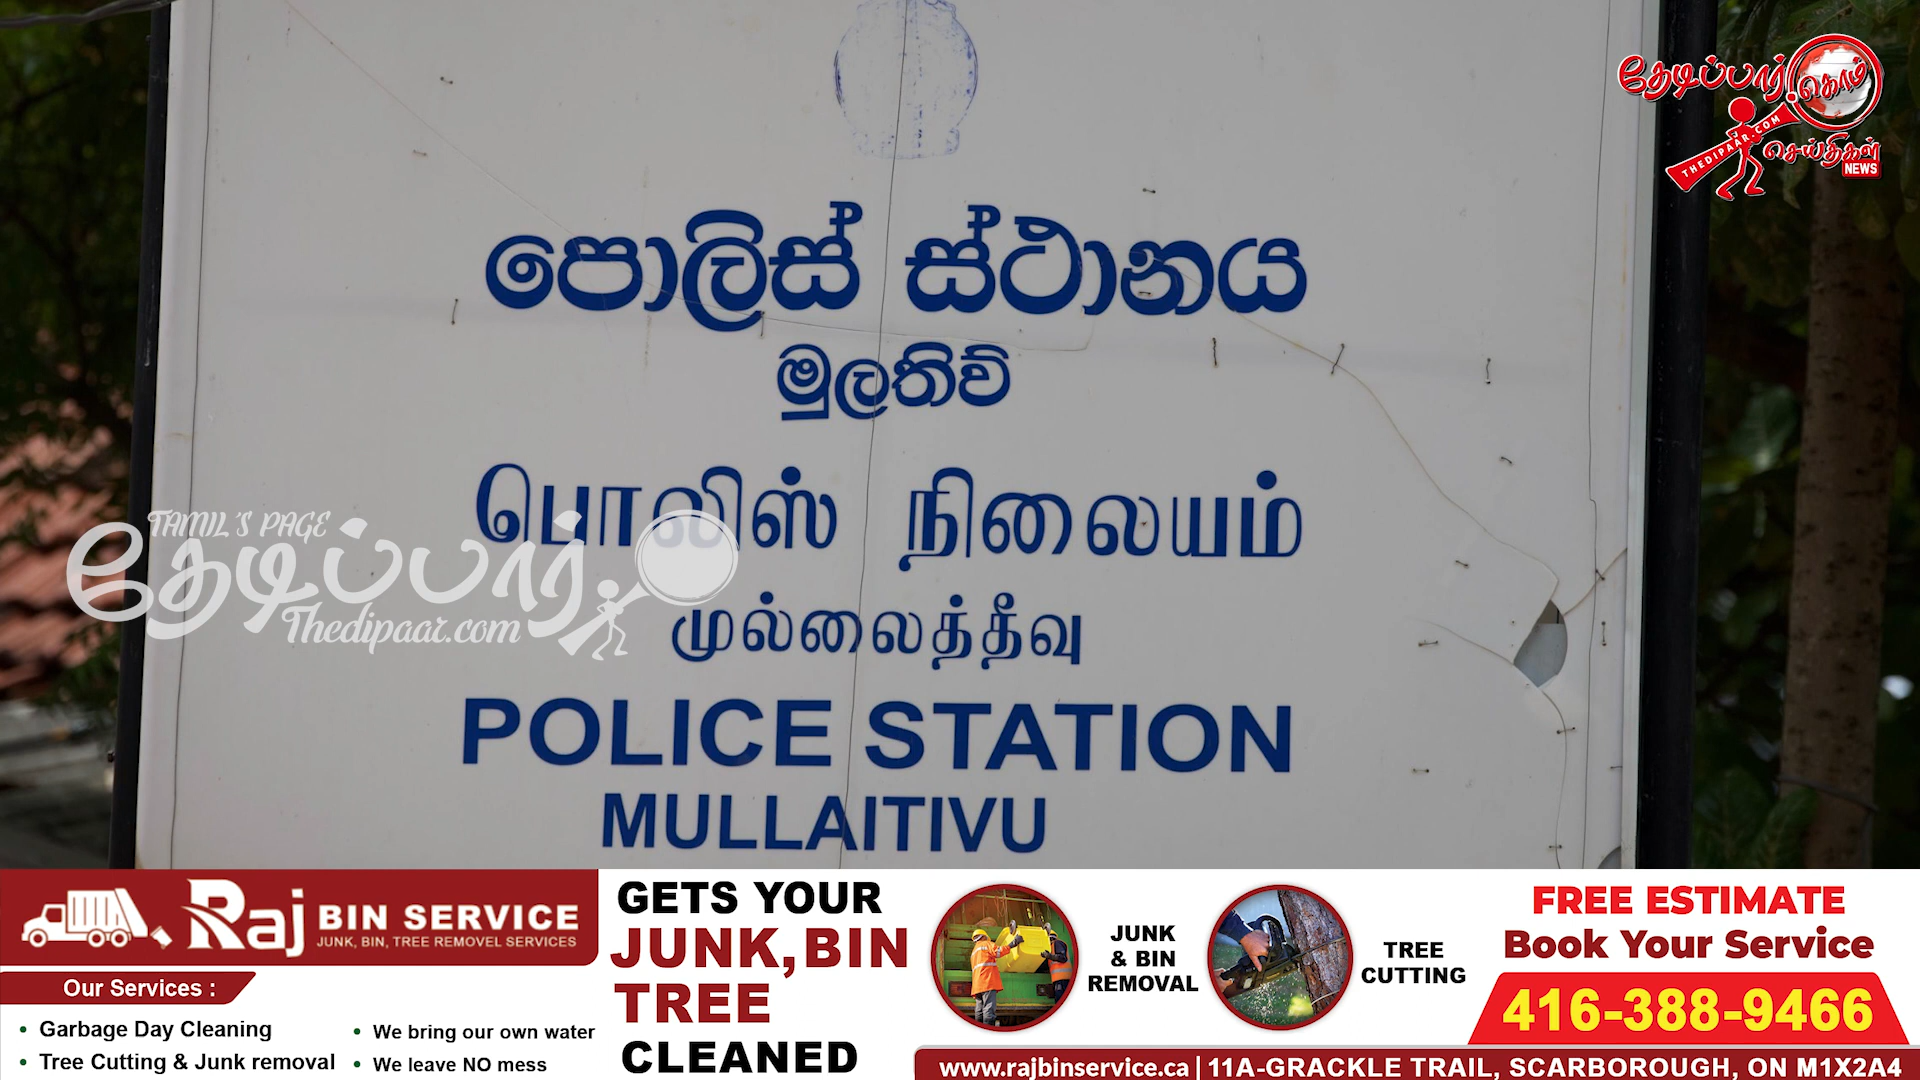 තේடிப்பார்.கொம்
THEDIPAAR.COM
செய்திகள்
NEWS
පොලිස් ස්ථානය
මුලතිව්
பொலிஸ் நிலையம்
முல்லைத்தீவு
POLICE STATION
MULLAITIVU
TAMIL'S PAGE
தேடிப்பார்.
Thedipaar.com
Raj BIN SERVICE
JUNK, BIN, TREE REMOVEL SERVICES
Our Services :
• Garbage Day Cleaning
• Tree Cutting & Junk removal
• We bring our own water
• We leave NO mess
GETS YOUR
JUNK, BIN
TREE
CLEANED
JUNK
& BIN
REMOVAL
TREE
CUTTING
FREE ESTIMATE
Book Your Service
416-388-9466
www.rajbinservice.ca | 11A-GRACKLE TRAIL, SCARBOROUGH, ON M1X2A4